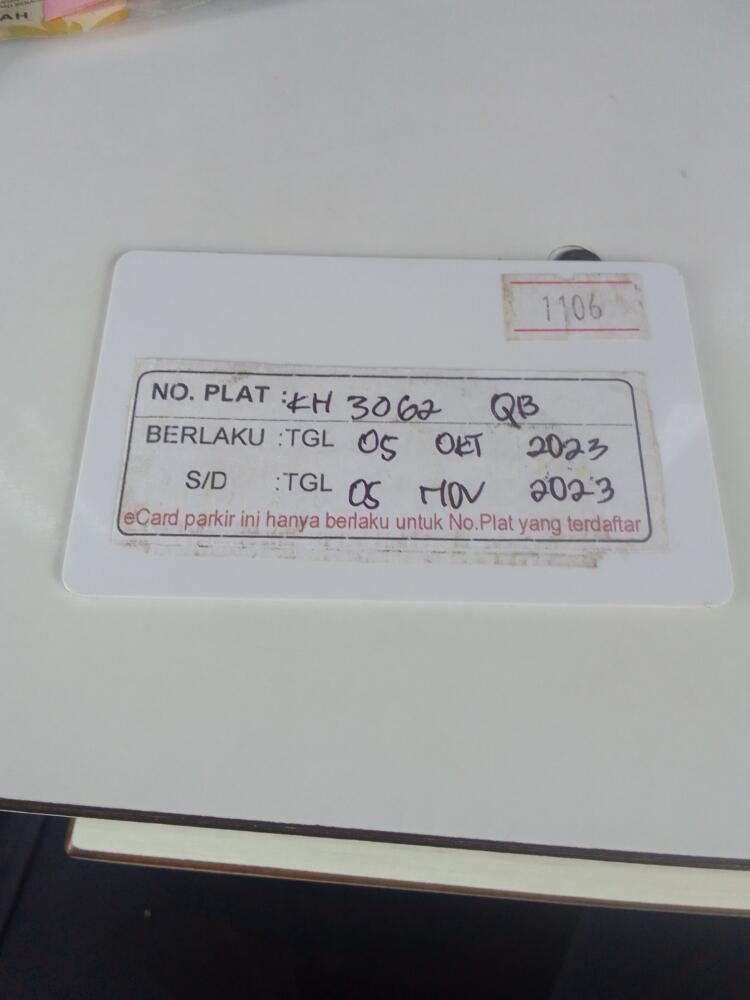 AH
1106
NO. PLAT : KH 3062 QB
BERLAKU : TGL 05 OKT 2023
S/D : TGL 05 NOV 2023
eCard parkir ini hanya berlaku untuk No.Plat yang terdaftar